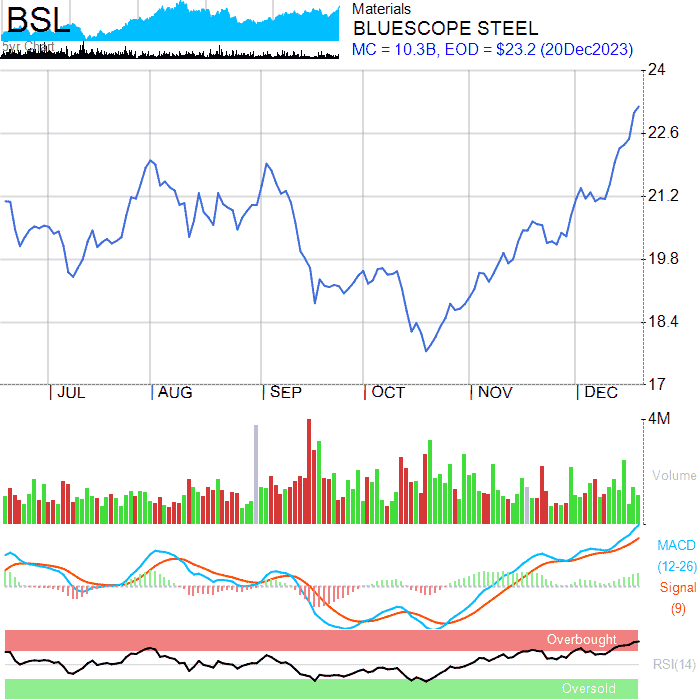 BSL
5yr Chart
Materials
BLUESCOPE STEEL
MC = 10.3B, EOD = $23.2 (20Dec2023)
24
22.6
21.2
19.8
18.4
17
JUL AUG SEP OCT NOV DEC
4M
Volume
MACD
(12-26)
Signal
(9)
Overbought
RSI(14)
Oversold